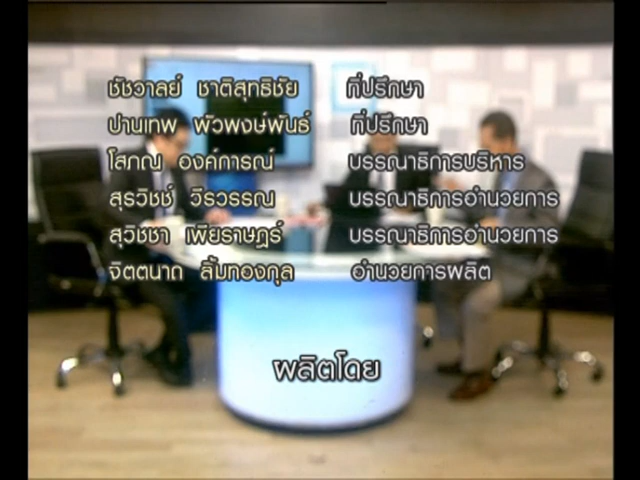 ชัชวาลย์ ชาติสุทธิชัย ที่ปรึกษา
ปานเทพ พัวพงษ์พันธ์ ที่ปรึกษา
โสภณ องค์การณ์ บรรณาธิการบริหาร
สุรวิชช์ วีรวรรณ บรรณาธิการอำนวยการ
สุวิชชา เพียราษฎร์ บรรณาธิการอำนวยการ
จิตตนาถ ลิ้มทองกุล อำนวยการผลิต
ผลิตโดย